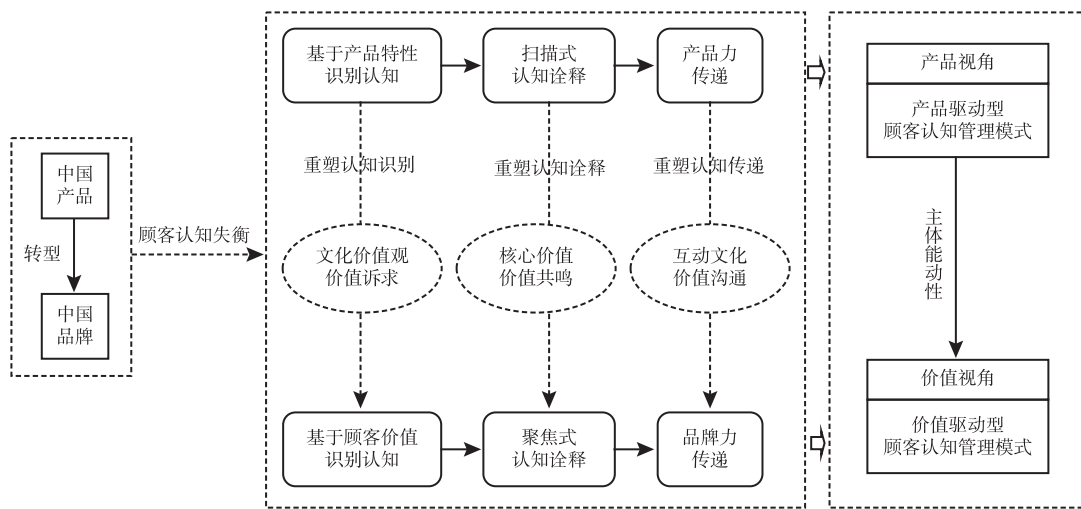 中国
产品
转型
中国
品牌
顾客认知失衡
基于产品特性
识别认知
扫描式
认知诠释
产品力
传递
重塑认知识别
重塑认知诠释
重塑认知传递
文化价值观
价值诉求
核心价值
价值共鸣
互动文化
价值沟通
基于顾客价值
识别认知
聚焦式
认知诠释
品牌力
传递
产品视角
产品驱动型
顾客认知管理模式
主体能动性
价值视角
价值驱动型
顾客认知管理模式